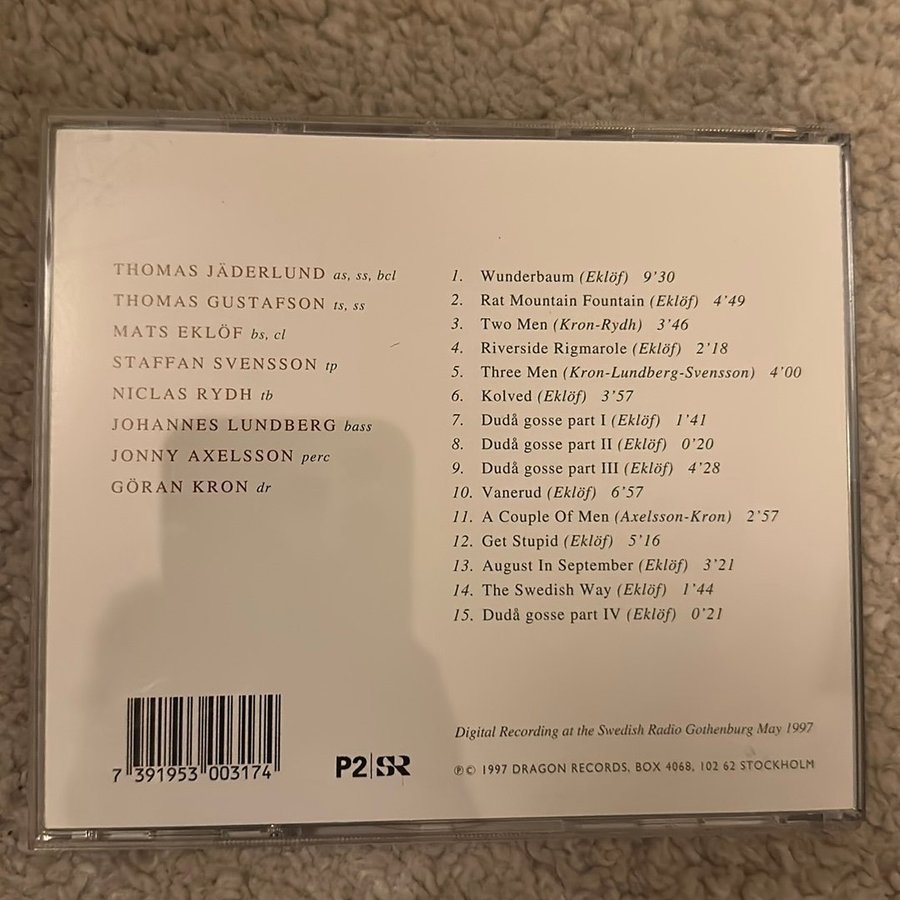 THOMAS JÄDERLUND as, ss, bcl
THOMAS GUSTAFSON ts, ss
MATS EKLÖF bs, cl
STAFFAN SVENSSON tp
NICLAS RYDH tb
JOHANNES LUNDBERG bass
JONNY AXELSSON perc
GÖRAN KRON dr
1. Wunderbaum (Eklöf) 9'30
2. Rat Mountain Fountain (Eklöf) 4'49
3. Two Men (Kron-Rydh) 3'46
4. Riverside Rigmarole (Eklöf) 2'18
5. Three Men (Kron-Lundberg-Svensson) 4'00
6. Kolved (Eklöf) 3'57
7. Dudå gosse part I (Eklöf) 1'41
8. Dudå gosse part II (Eklöf) 0'20
9. Dudå gosse part III (Eklöf) 4'28
10. Vanerud (Eklöf) 6'57
11. A Couple Of Men (Axelsson-Kron) 2'57
12. Get Stupid (Eklöf) 5'16
13. August In September (Eklöf) 3'21
14. The Swedish Way (Eklöf) 1'44
15. Dudå gosse part IV (Eklöf) 0'21
Digital Recording at the Swedish Radio Gothenburg May 1997
℗© 1997 DRAGON RECORDS, BOX 4068, 102 62 STOCKHOLM
7 391953 003174
P2 SR